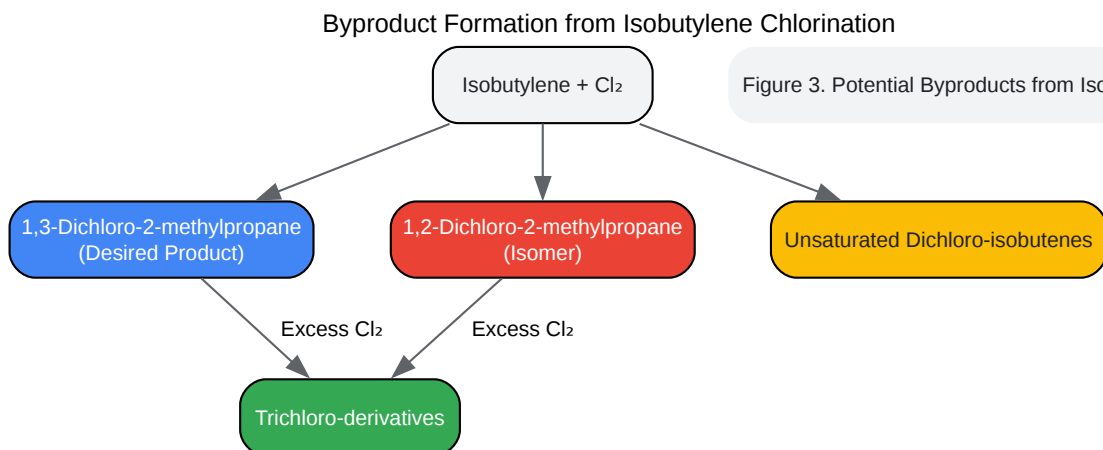 Byproduct Formation from Isobutylene Chlorination
Isobutylene + Cl₂
Figure 3. Potential Byproducts from
1,3-Dichloro-2-methylpropane
(Desired Product)
1,2-Dichloro-2-methylpropane
(Isomer)
Unsaturated Dichloro-isobutenes
Excess Cl₂
Excess Cl₂
Trichloro-derivatives